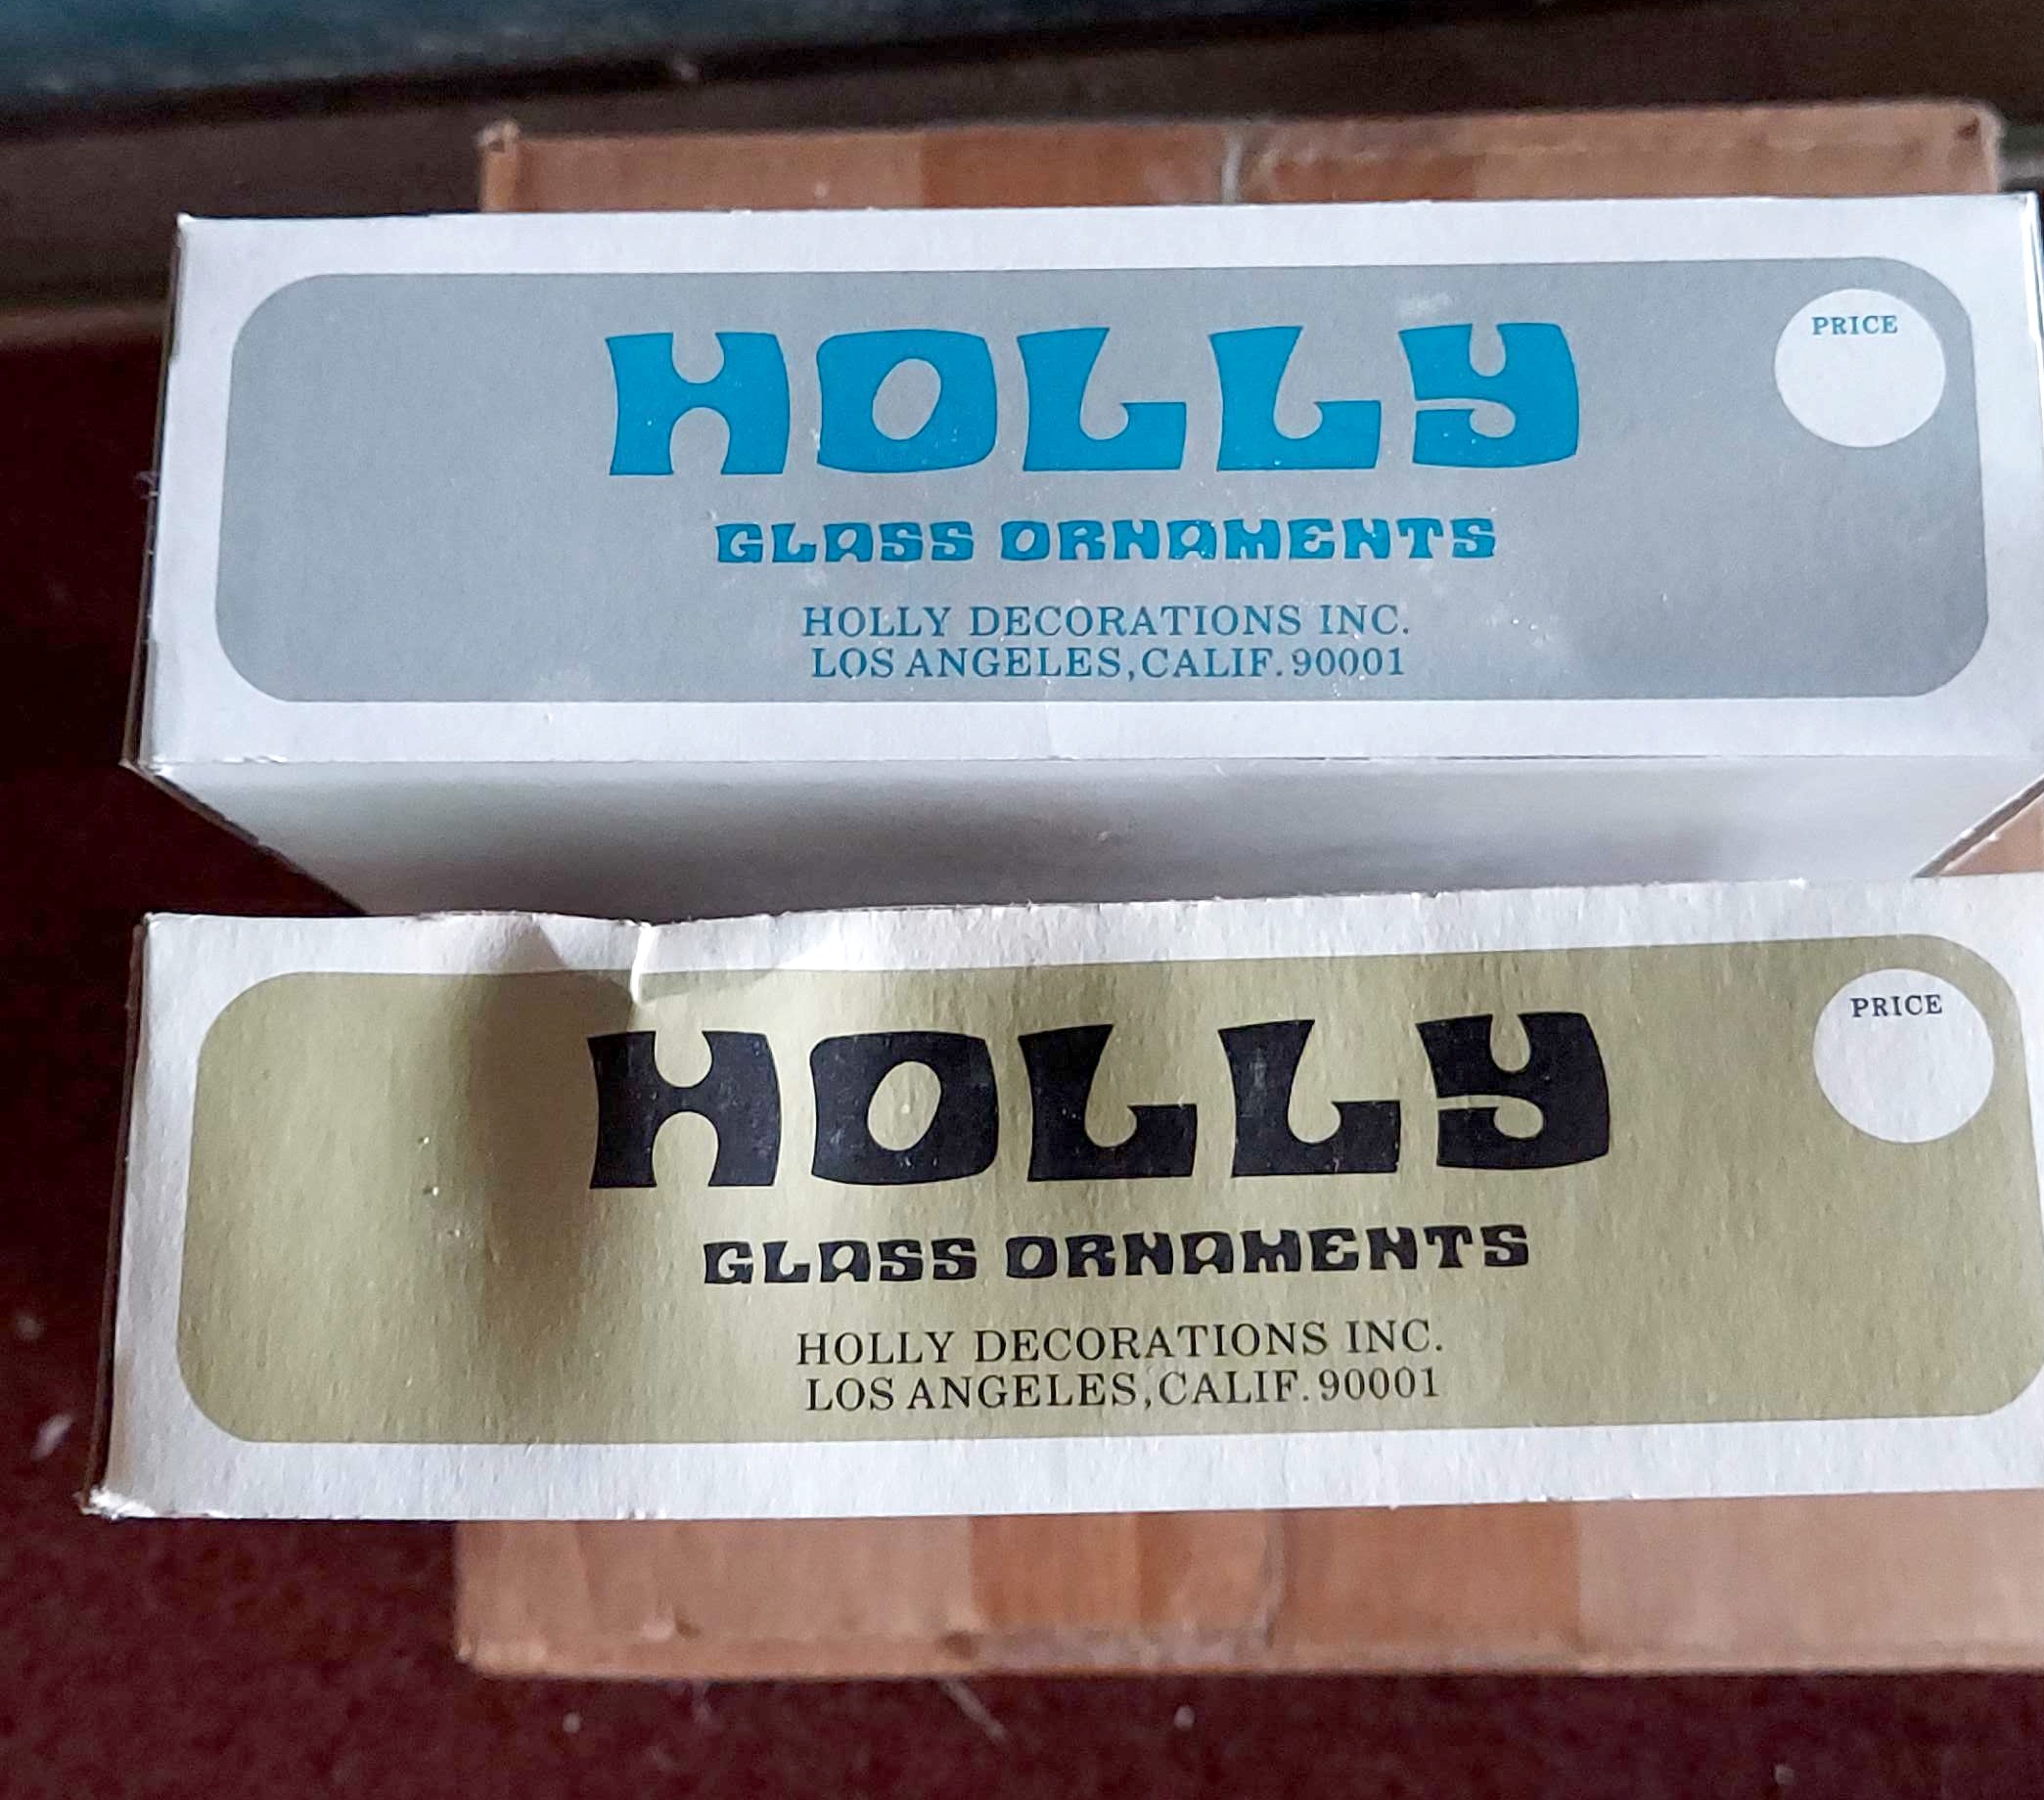 HOLLY
PRICE
GLASS ORNAMENTS
HOLLY DECORATIONS INC.
LOS ANGELES, CALIF. 90001
HOLLY
PRICE
GLASS ORNAMENTS
HOLLY DECORATIONS INC.
LOS ANGELES, CALIF. 90001